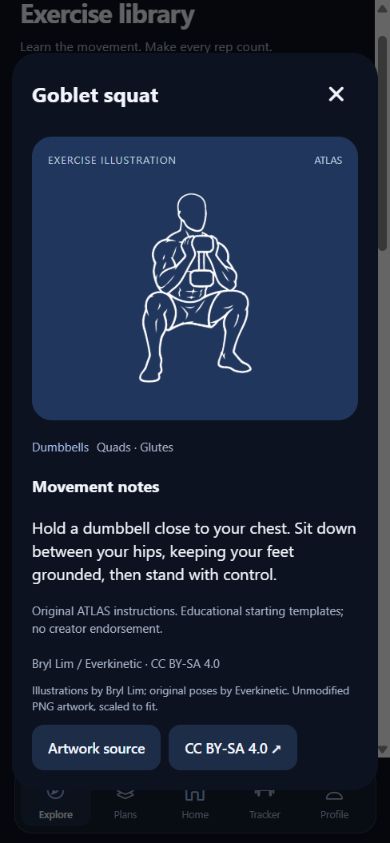 Exercise library
Learn the movement. Make every rep count.
Goblet squat
EXERCISE ILLUSTRATION
ATLAS
Dumbbells Quads · Glutes
Movement notes
Hold a dumbbell close to your chest. Sit down
between your hips, keeping your feet
grounded, then stand with control.
Original ATLAS instructions. Educational starting templates;
no creator endorsement.
Bryl Lim / Everkinetic · CC BY-SA 4.0
Illustrations by Bryl Lim; original poses by Everkinetic. Unmodified
PNG artwork, scaled to fit.
Artwork source
CC BY-SA 4.0 ↗
Explore
Plans
Home
Tracker
Profile